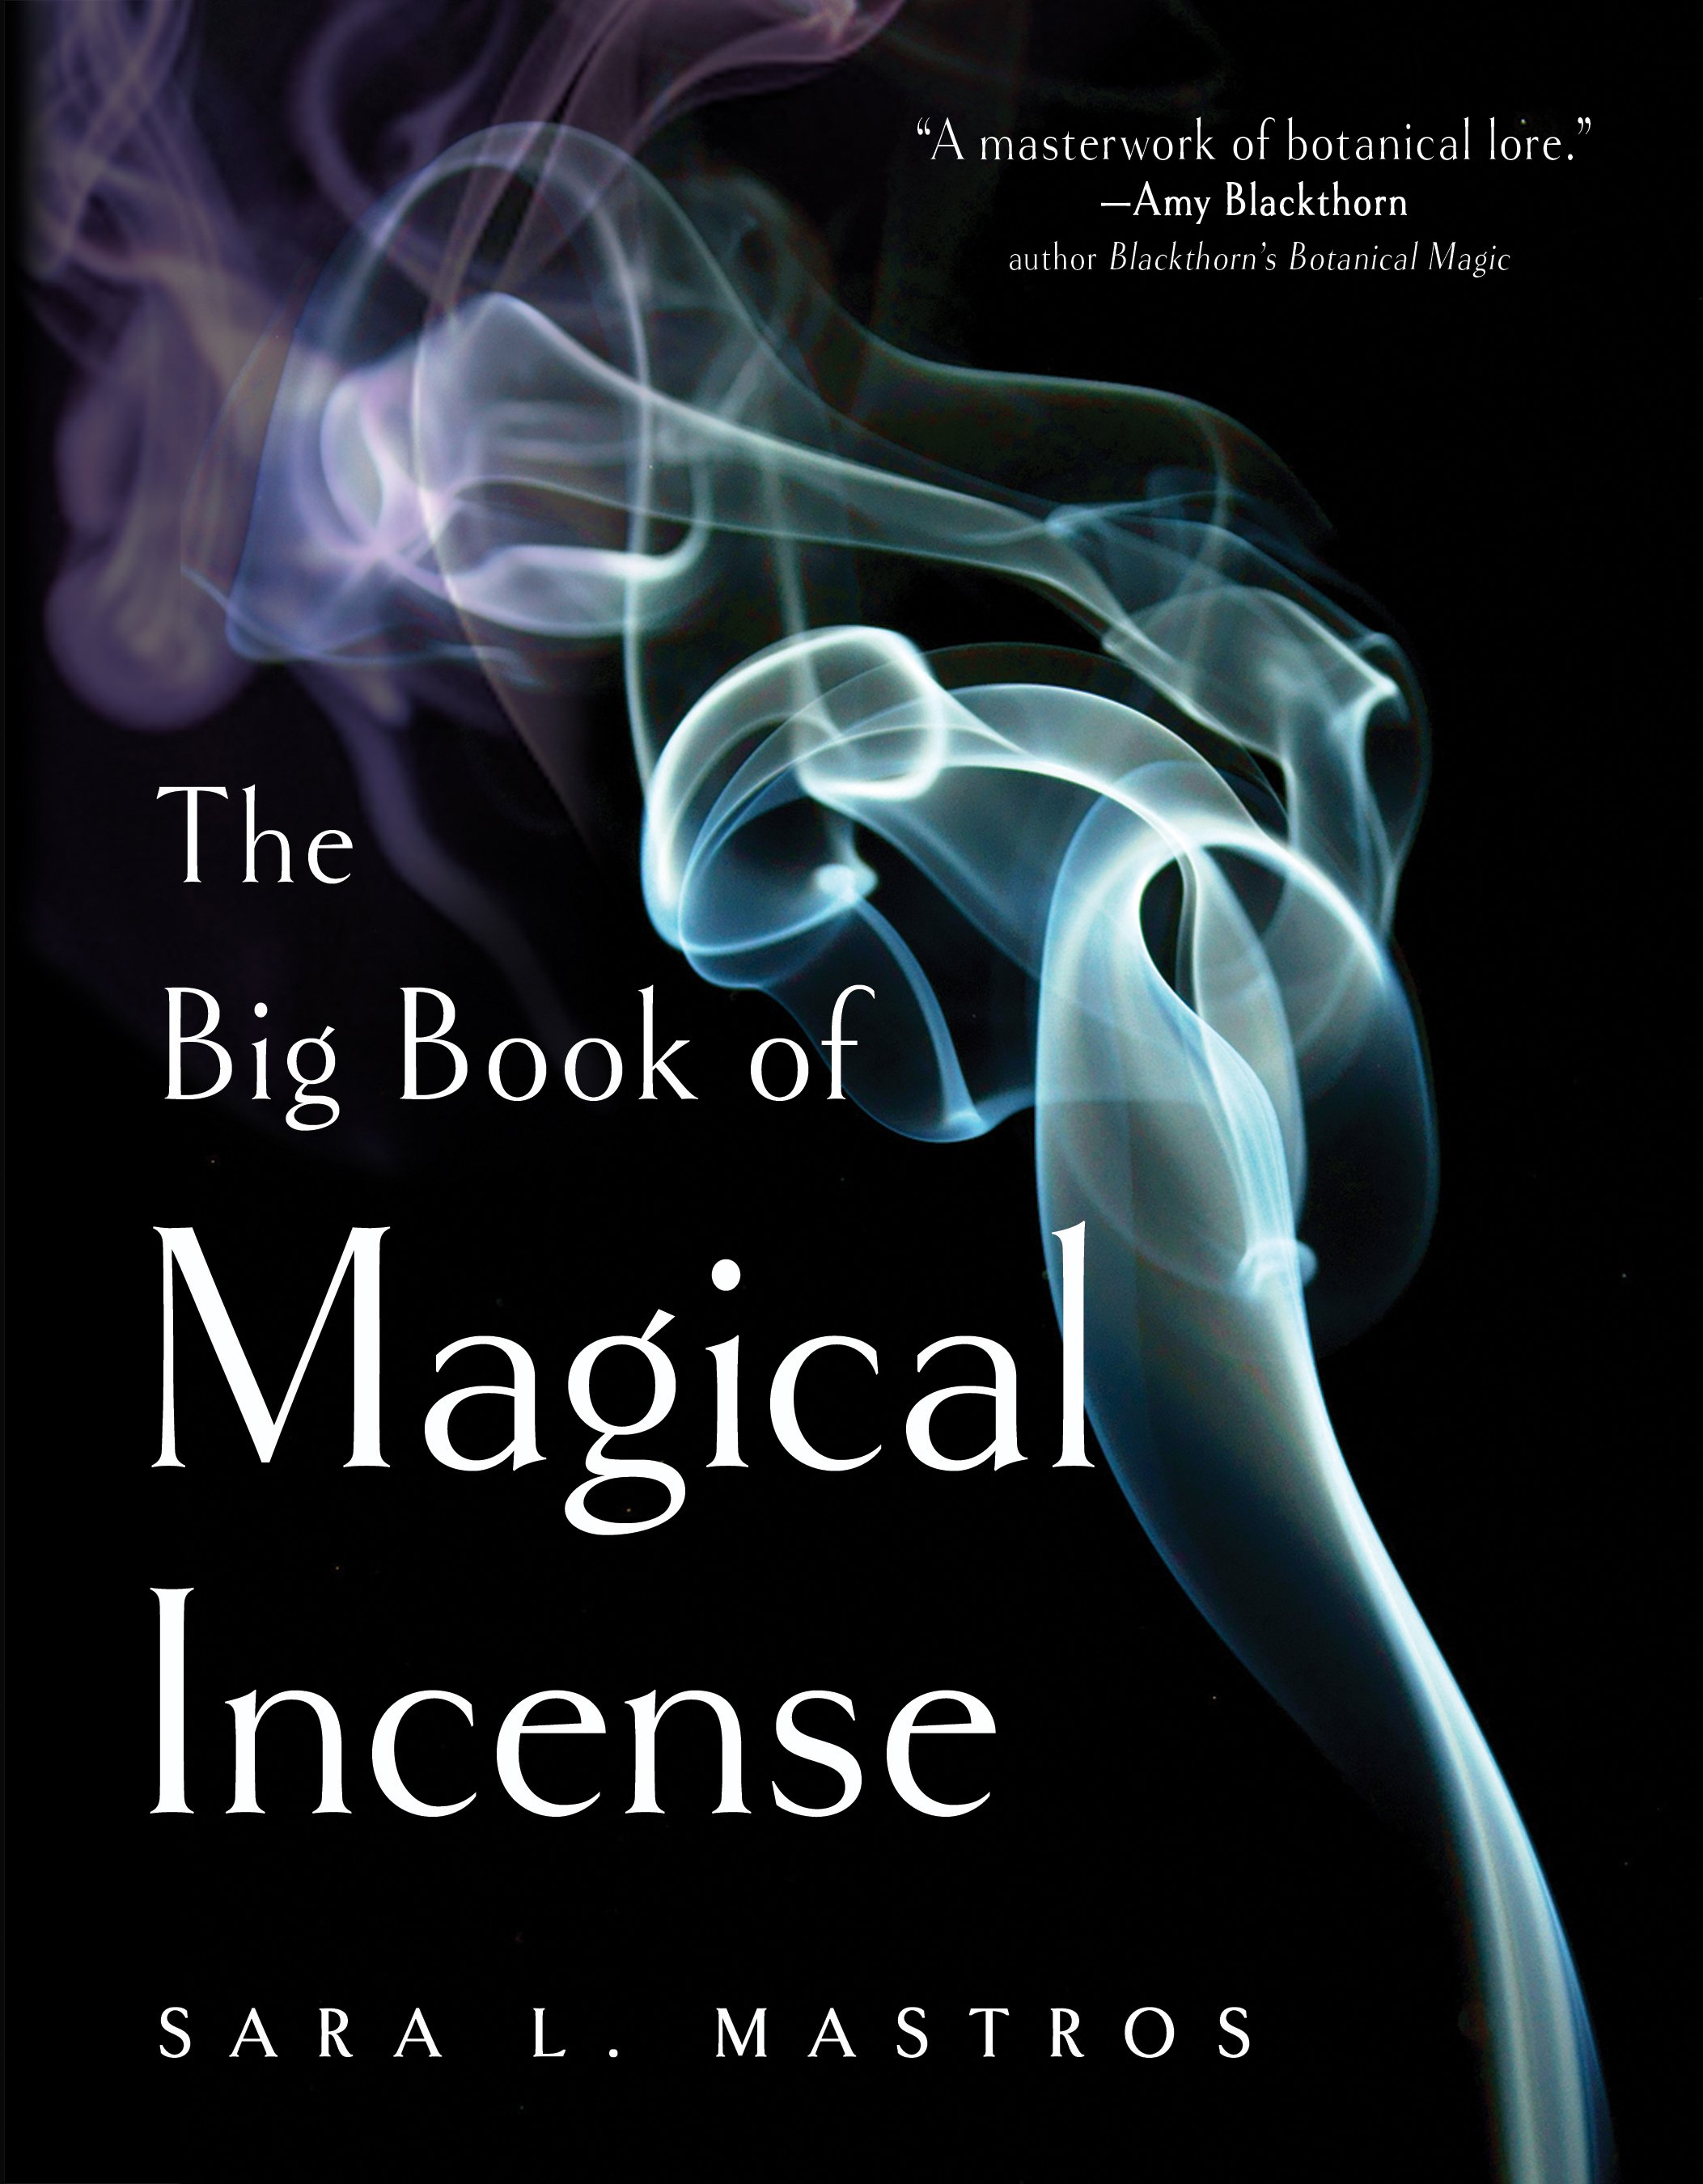 “A masterwork of botanical lore.”
—Amy Blackthorn
author Blackthorn’s Botanical Magic
The
Big Book of
Magical
Incense
SARA L. MASTROS